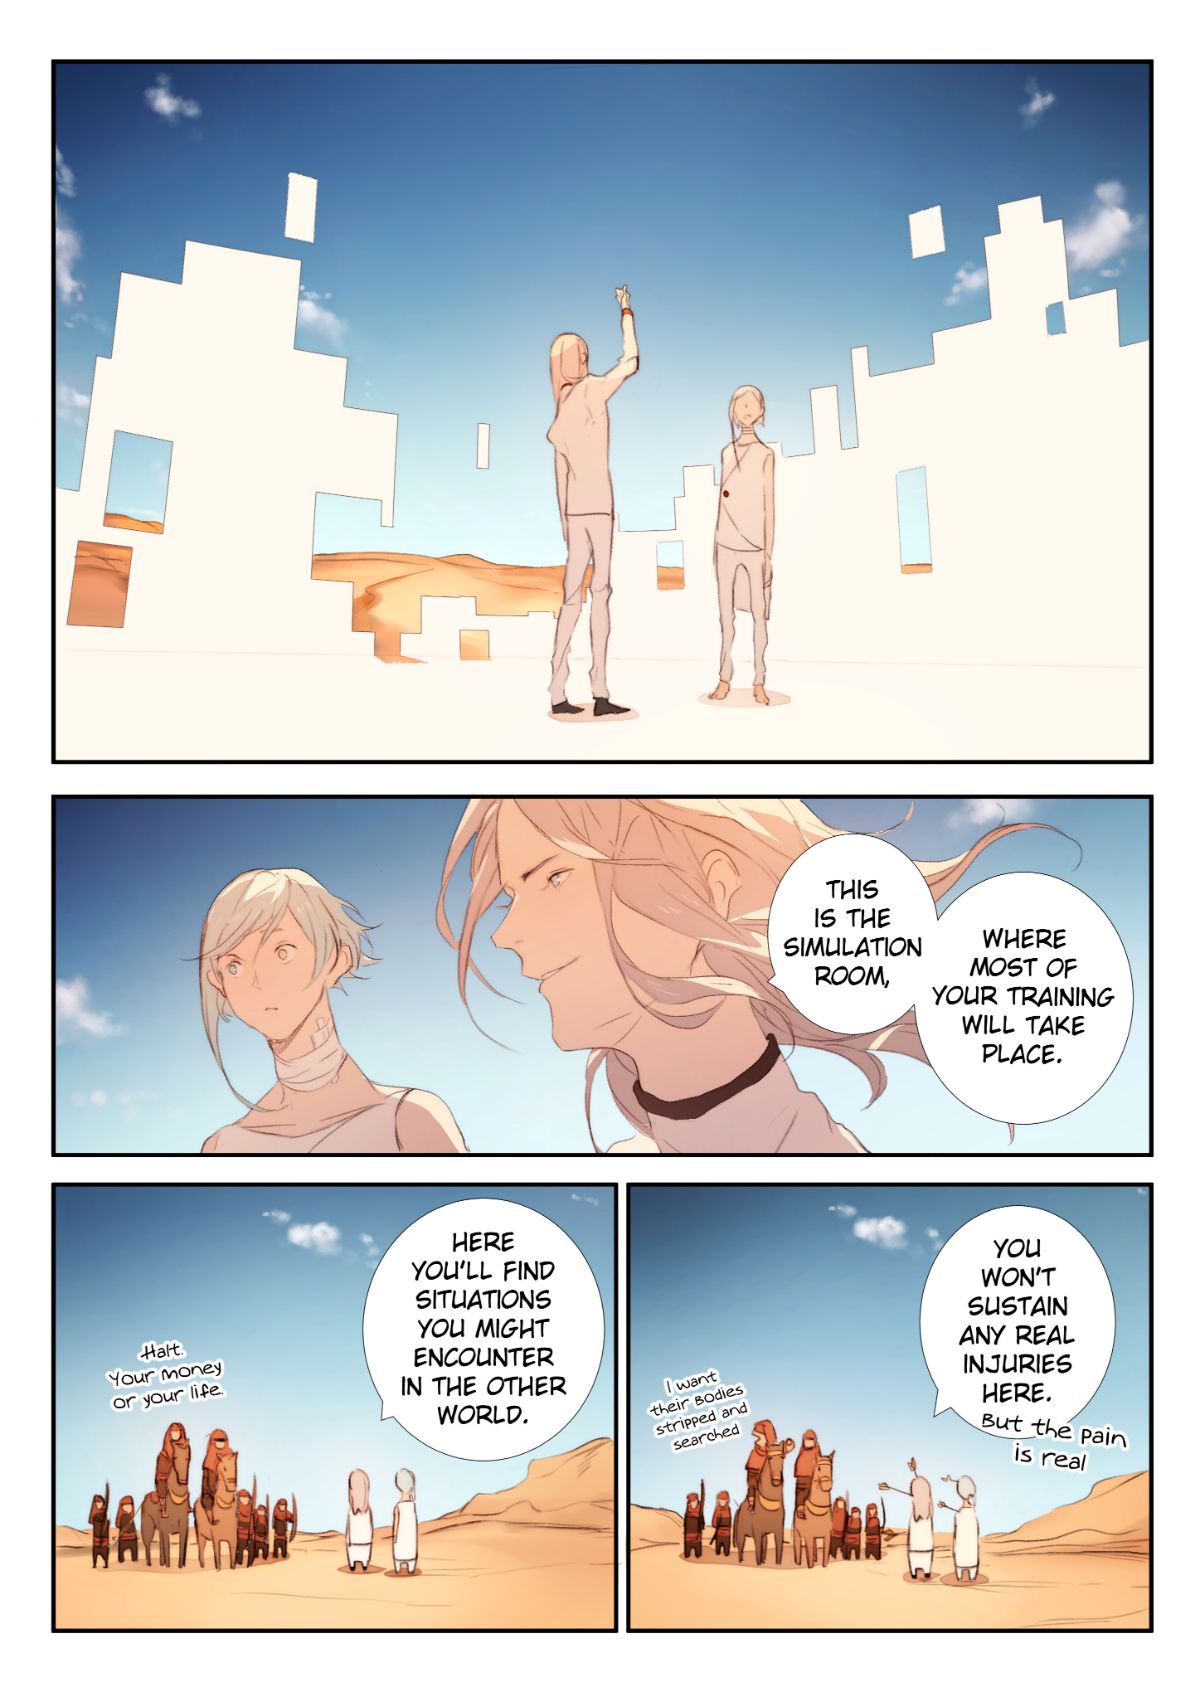 THIS
IS THE
SIMULATION
ROOM,
WHERE
MOST OF
YOUR TRAINING
WILL TAKE
PLACE.
Halt.
Your money
or your life.
HERE
YOU'LL FIND
SITUATIONS
YOU MIGHT
ENCOUNTER
IN THE OTHER
WORLD.
I want
their bodies
stripped and
searched
YOU
WON'T
SUSTAIN
ANY REAL
INJURIES
HERE.
But the pain
is real